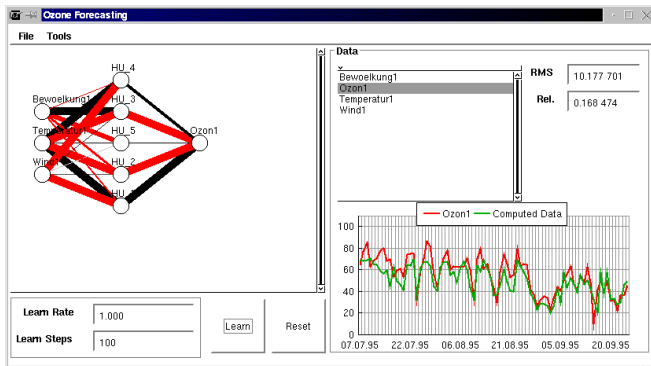 Ozone Forecasting
File Tools
HU_4
Bewoelkung1
HU_3
Temperatur1
HU_5
Ozon1
Wind1
HU_2
Data
Bewoelkung1
Ozon1
Temperatur1
Wind1
RMS 10.177 701
Rel. 0.168 474
Ozon1 Computed Data
100
80
60
40
20
0
07.07.95 22.07.95 06.08.95 21.08.95 05.09.95 20.09.95
Learn Rate 1.000
Learn Steps 100
Learn
Reset